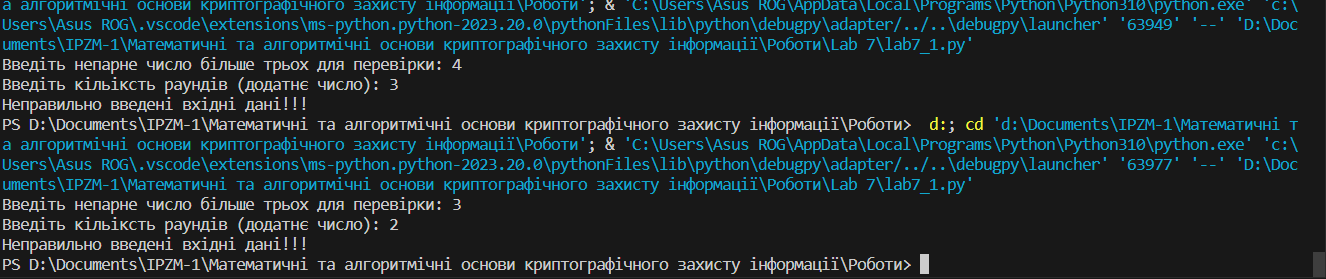 а алгоритмічні основи криптографічного захисту інформації\Роботи'; & 'C:\Users\Asus ROG\AppData\Local\Programs\Python\Python310\python.exe' 'c:\
Users\Asus ROG\.vscode\extensions\ms-python.python-2023.20.0\pythonFiles\lib\python\debugpy\adapter/../..\debugpy\launcher' '63949' '--' 'D:\Doc
uments\IPZM-1\Математичні та алгоритмічні основи криптографічного захисту інформації\Роботи\Lab 7\lab7_1.py'
Введіть непарне число більше трьох для перевірки: 4
Введіть кільіксть раундів (додатнє число): 3
Неправильно введені вхідні дані!!!
PS D:\Documents\IPZM-1\Математичні та алгоритмічні основи криптографічного захисту інформації\Роботи>  d:; cd 'd:\Documents\IPZM-1\Математичні т
а алгоритмічні основи криптографічного захисту інформації\Роботи'; & 'C:\Users\Asus ROG\AppData\Local\Programs\Python\Python310\python.exe' 'c:\
Users\Asus ROG\.vscode\extensions\ms-python.python-2023.20.0\pythonFiles\lib\python\debugpy\adapter/../..\debugpy\launcher' '63977' '--' 'D:\Doc
uments\IPZM-1\Математичні та алгоритмічні основи криптографічного захисту інформації\Роботи\Lab 7\lab7_1.py'
Введіть непарне число більше трьох для перевірки: 3
Введіть кільіксть раундів (додатнє число): 2
Неправильно введені вхідні дані!!!
PS D:\Documents\IPZM-1\Математичні та алгоритмічні основи криптографічного захисту інформації\Роботи>